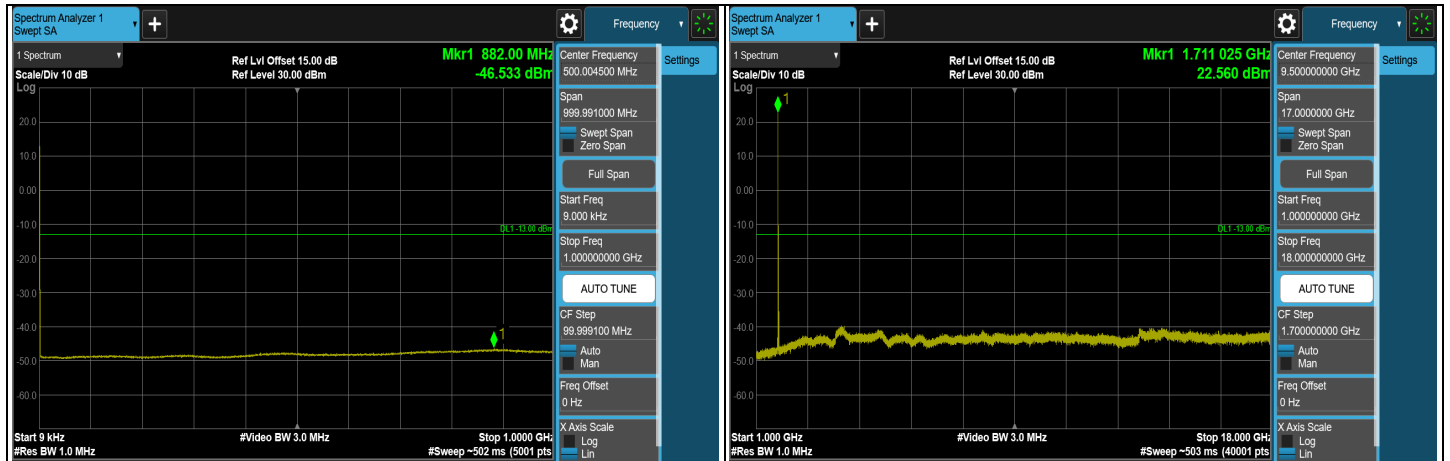 Spectrum Analyzer 1
Swept SA
+
Frequency
1 Spectrum
Scale/Div 10 dB
Log
Ref Lvl Offset 15.00 dB
Ref Level 30.00 dBm
Mkr1 882.00 MHz
-46.533 dBm
20.0
10.0
0.00
-10.0
-20.0
-30.0
-40.0
-50.0
-60.0
DL1 -13.00 dBm
1
Start 9 kHz
#Res BW 1.0 MHz
#Video BW 3.0 MHz
Stop 1.0000 GHz
#Sweep ~502 ms (5001 pts
Center Frequency
500.004500 MHz
Span
999.991000 MHz
Swept Span
Zero Span
Full Span
Start Freq
9.000 kHz
Stop Freq
1.000000000 GHz
AUTO TUNE
CF Step
99.999100 MHz
Auto
Man
Freq Offset
0 Hz
X Axis Scale
Log
Lin
Settings
Spectrum Analyzer 1
Swept SA
+
Frequency
1 Spectrum
Scale/Div 10 dB
Log
Ref Lvl Offset 15.00 dB
Ref Level 30.00 dBm
Mkr1 1.711 025 GHz
22.560 dBm
1
20.0
10.0
0.00
-10.0
-20.0
-30.0
-40.0
-50.0
-60.0
DL1 -13.00 dBm
Start 1.000 GHz
#Res BW 1.0 MHz
#Video BW 3.0 MHz
Stop 18.000 GHz
#Sweep ~503 ms (40001 pts
Center Frequency
9.500000000 GHz
Span
17.0000000 GHz
Swept Span
Zero Span
Full Span
Start Freq
1.000000000 GHz
Stop Freq
18.000000000 GHz
AUTO TUNE
CF Step
1.700000000 GHz
Auto
Man
Freq Offset
0 Hz
X Axis Scale
Log
Lin
Settings